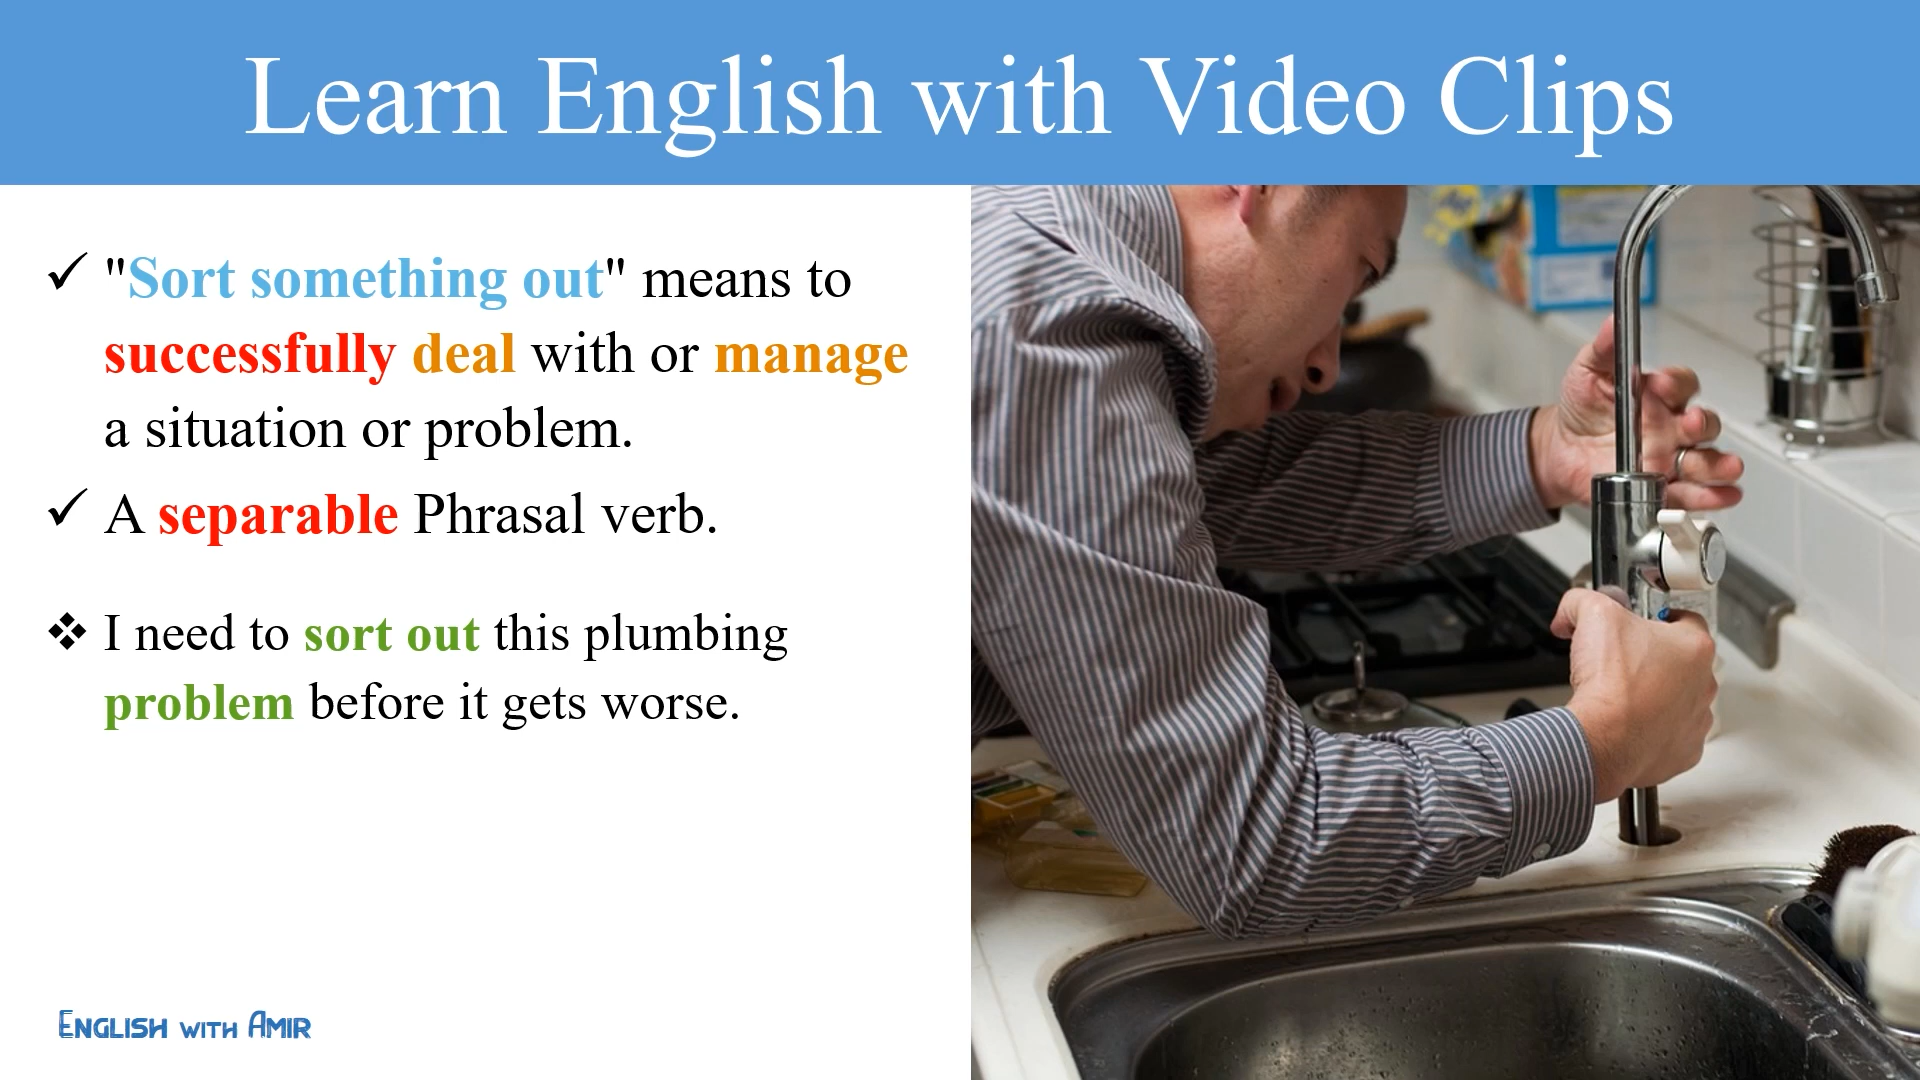 Learn English with Video Clips
✓ "Sort something out" means to
successfully deal with or manage
a situation or problem.
✓ A separable Phrasal verb.
❖ I need to sort out this plumbing
problem before it gets worse.
English with Amir